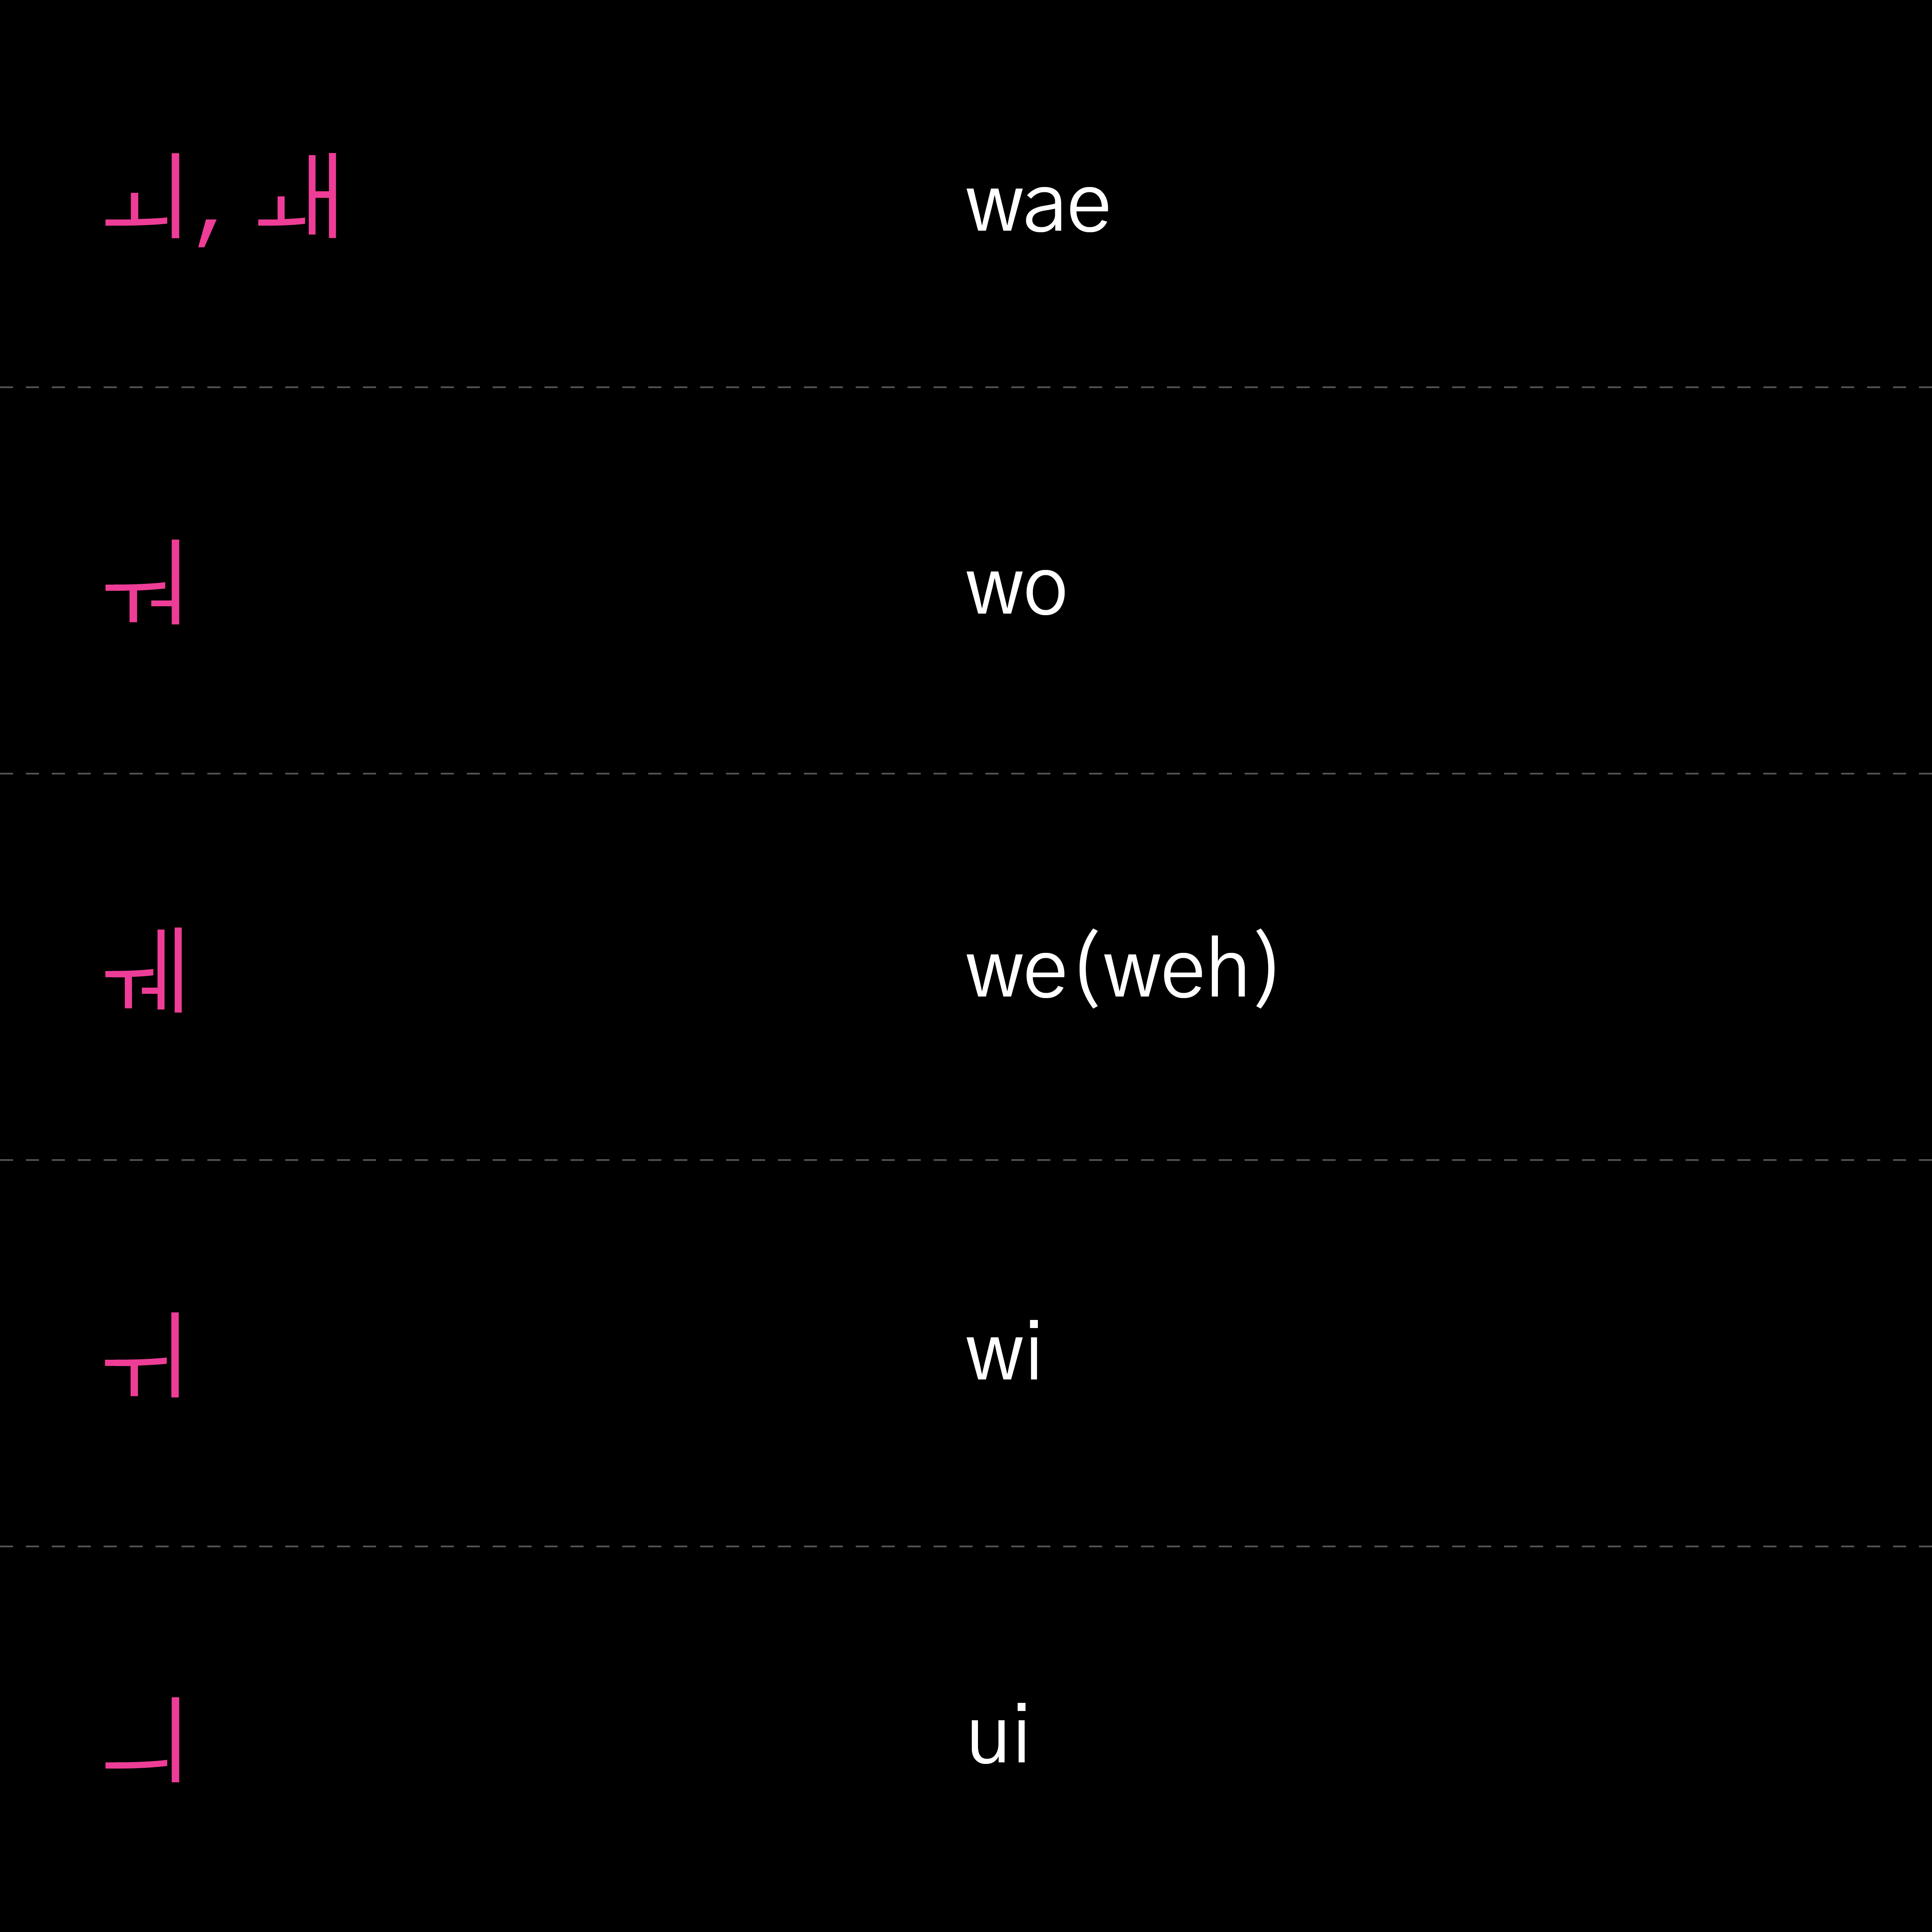 ㅚ, ㅙ wae
ㅝ wo
ㅞ we(weh)
ㅟ wi
ㅢ ui